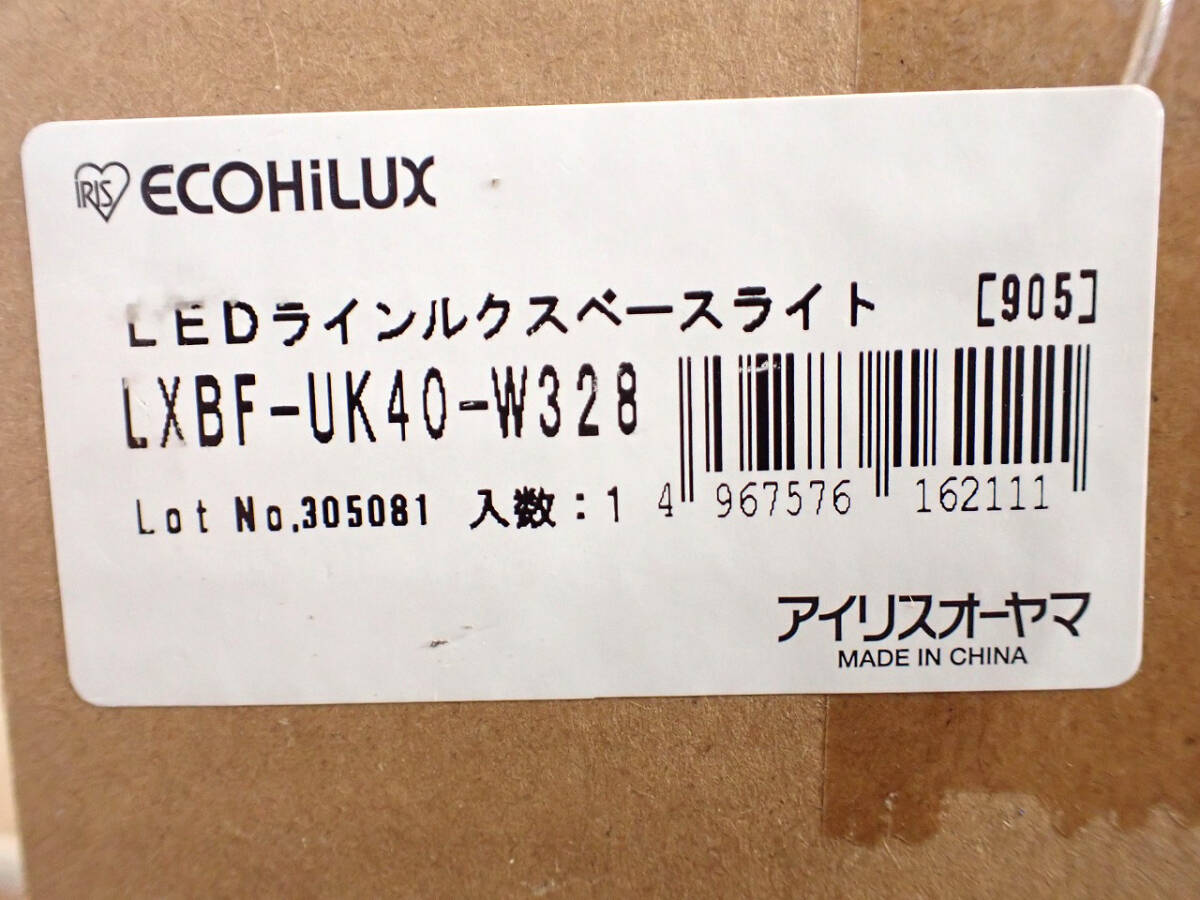 IRIS ECOHiLUX
LEDラインルクスベースライト [905]
LXBF-UK40-W328
Lot No.305081 入数:1
4 967576 162111
アイリスオーヤマ
MADE IN CHINA